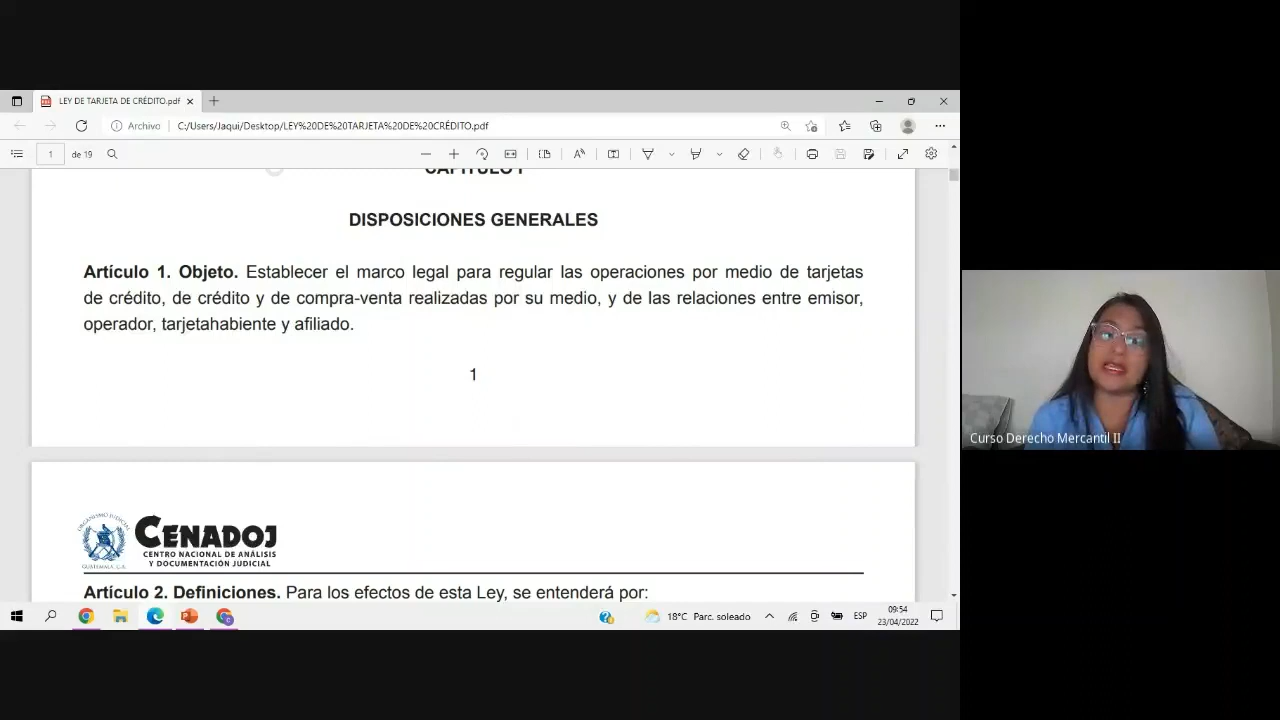 LEY DE TARJETA DE CRÉDITO.pdf
Archivo
C:/Users/Jaqui/Desktop/LEY%20DE%20TARJETA%20DE%20CRÉDITO.pdf
1 de 19
CAPÍTULO I
DISPOSICIONES GENERALES
Artículo 1. Objeto. Establecer el marco legal para regular las operaciones por medio de tarjetas
de crédito, de crédito y de compra-venta realizadas por su medio, y de las relaciones entre emisor,
operador, tarjetahabiente y afiliado.
1
Curso Derecho Mercantil II
ORGANISMO JUDICIAL
GUATEMALA, C.A.
CENADOJ
CENTRO NACIONAL DE ANÁLISIS
Y DOCUMENTACIÓN JUDICIAL
Artículo 2. Definiciones. Para los efectos de esta Ley, se entenderá por:
18°C Parc. soleado
ESP
09:54
23/04/2022